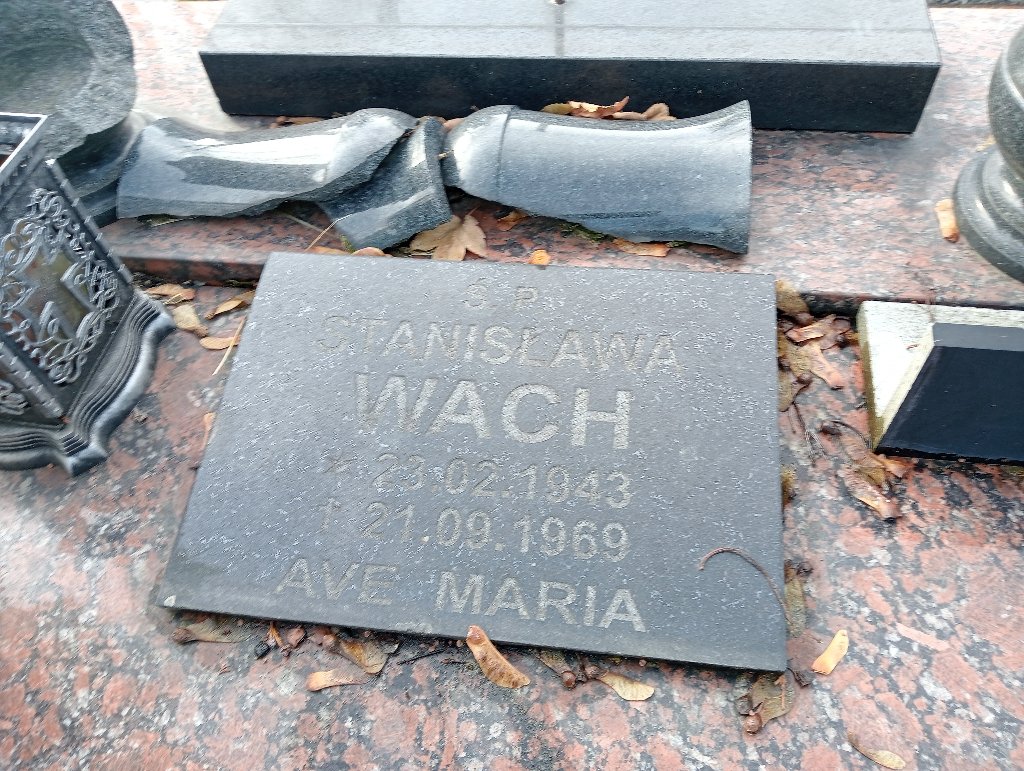 Ś. P.
STANISŁAWA
WACH
* 23.02.1943
† 21.09.1969
AVE MARIA